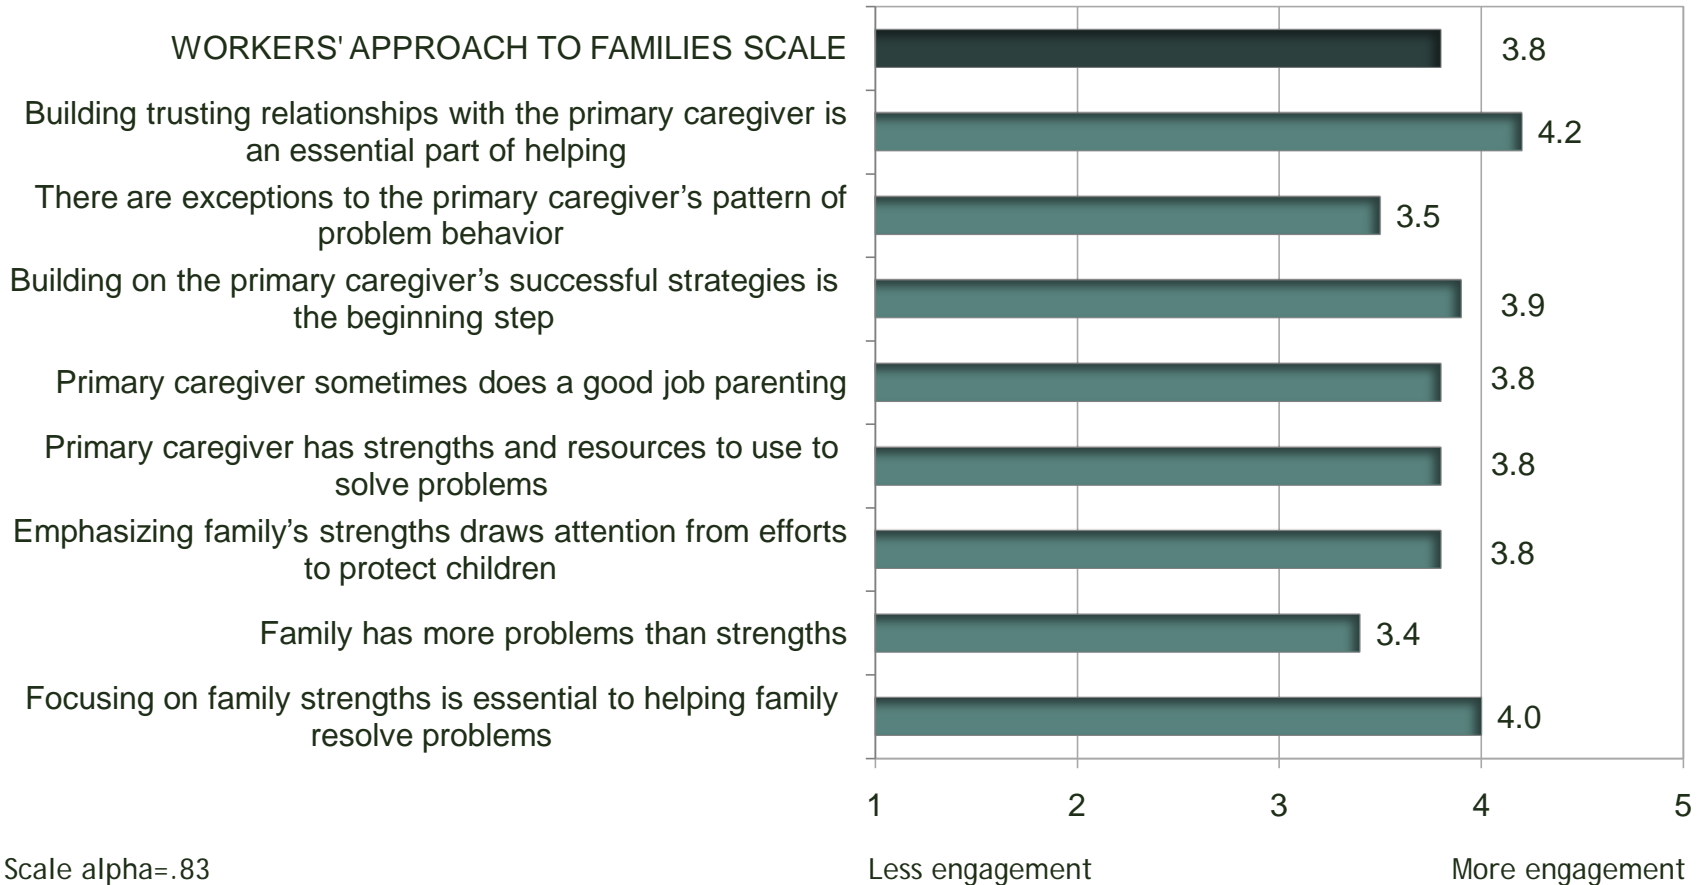 WORKERS' APPROACH TO FAMILIES SCALE
3.8
Building trusting relationships with the primary caregiver is
an essential part of helping
4.2
There are exceptions to the primary caregiver’s pattern of
problem behavior
3.5
Building on the primary caregiver’s successful strategies is
the beginning step
3.9
Primary caregiver sometimes does a good job parenting
3.8
Primary caregiver has strengths and resources to use to
solve problems
3.8
Emphasizing family’s strengths draws attention from efforts
to protect children
3.8
Family has more problems than strengths
3.4
Focusing on family strengths is essential to helping family
resolve problems
4.0
1 2 3 4 5
Scale alpha=.83 Less engagement More engagement